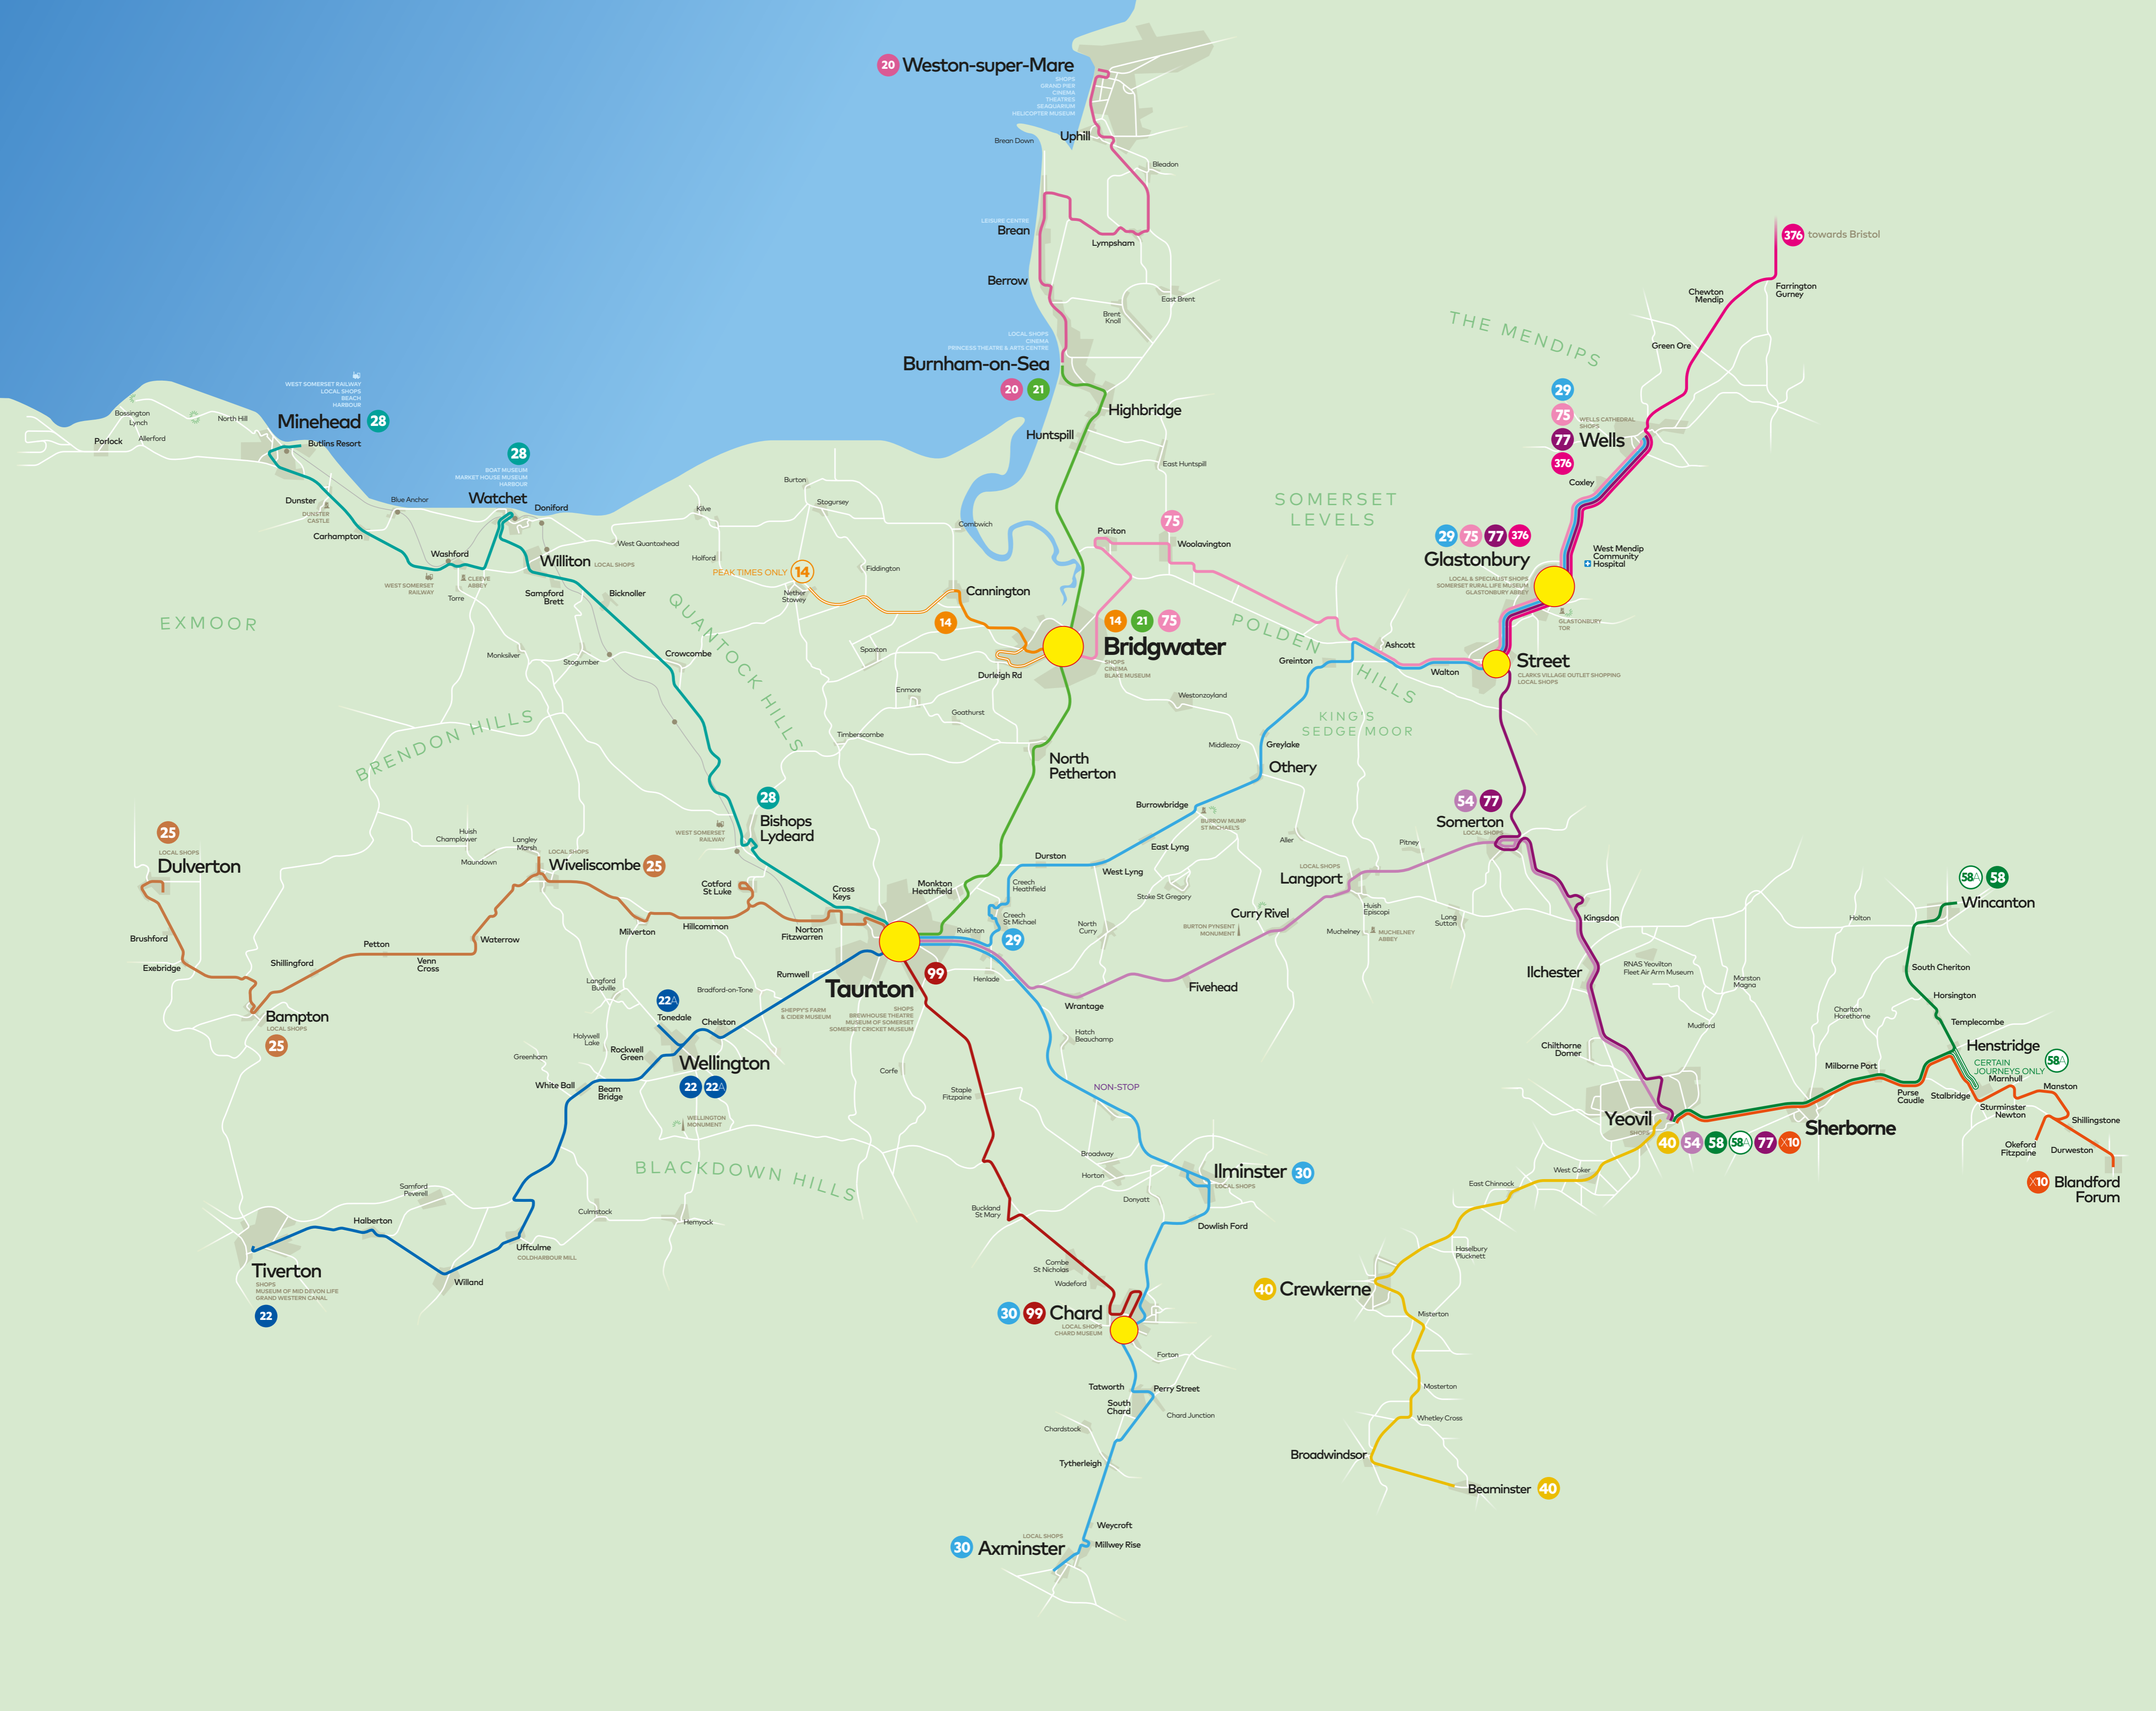 20 Weston-super-Mare
SHOPS
GRAND PIER
CINEMA
THEATRES
SEAQUARIUM
HELICOPTER MUSEUM
Uphill
Brean Down
Bleadon
LEISURE CENTRE
Brean
Lympsham
Berrow
East Brent
Brent
Knoll
LOCAL SHOPS
CINEMA
PRINCESS THEATRE & ARTS CENTRE
Burnham-on-Sea
20 21
Highbridge
Huntspill
East Huntspill
376 towards Bristol
Farrington
Gurney
Chewton
Mendip
THE MENDIPS
Green Ore
29
75
WELLS CATHEDRAL
SHOPS
77 Wells
376
Coxley
SOMERSET
LEVELS
29 75 77 376
Glastonbury
LOCAL & SPECIALIST SHOPS
SOMERSET RURAL LIFE MUSEUM
GLASTONBURY ABBEY
West Mendip
Community
Hospital
GLASTONBURY
TOR
WEST SOMERSET RAILWAY
LOCAL SHOPS
BEACH
HARBOUR
Minehead 28
Butlins Resort
Bossington
Lynch
North Hill
Porlock
Allerford
Dunster
DUNSTER
CASTLE
Blue Anchor
Carhampton
28
BOAT MUSEUM
MARKET HOUSE MUSEUM
HARBOUR
Watchet
Doniford
Washford
WEST SOMERSET
RAILWAY
CLEEVE
ABBEY
Torre
Williton LOCAL SHOPS
West Quantoxhead
Sampford
Brett
Bicknoller
Kilve
Holford
Burton
Stogursey
Combwich
Fiddington
PEAK TIMES ONLY 14
Nether
Stowey
Cannington
14
Puriton
75
Woolavington
EXMOOR
QUANTOCK HILLS
Monksilver
Stogumber
Crowcombe
Spaxton
Durleigh Rd
14 21 75
Bridgwater
SHOPS
CINEMA
BLAKE MUSEUM
POLDEN HILLS
Greinton
Ashcott
Walton
Street
CLARKS VILLAGE OUTLET SHOPPING
LOCAL SHOPS
Enmore
Goathurst
Westonzoyland
Timberscombe
KING'S
SEDGE MOOR
Middlezoy
Greylake
Othery
North
Petherton
BRENDON HILLS
Burrowbridge
BURROW MUMP
ST MICHAEL'S
28
Bishops
Lydeard
WEST SOMERSET
RAILWAY
54 77
Somerton
LOCAL SHOPS
25
LOCAL SHOPS
Dulverton
Huish
Champflower
Langley
Marsh
Maundown
LOCAL SHOPS
Wiveliscombe 25
Aller
Pitney
East Lyng
Durston
West Lyng
LOCAL SHOPS
Langport
Creech
Heathfield
Monkton
Heathfield
Cross
Keys
Cotford
St Luke
Stoke St Gregory
Curry Rivel
BURTON PYNSENT
MONUMENT
Huish
Episcopi
Long
Sutton
Muchelney
MUCHELNEY
ABBEY
Kingsdon
58A 58
Wincanton
Holton
Creech
St Michael
North
Curry
Ruishton
29
Milverton
Hillcommon
Norton
Fitzwarren
Brushford
Petton
Waterrow
Exebridge
Shillingford
Venn
Cross
Rumwell
99
Taunton
SHOPS
BREWHOUSE THEATRE
MUSEUM OF SOMERSET
SOMERSET CRICKET MUSEUM
Henlade
Wrantage
Fivehead
Ilchester
RNAS Yeovilton
Fleet Air Arm Museum
Marston
Magna
South Cheriton
Horsington
Langford
Budville
Bradford-on-Tone
SHEPPY'S FARM
& CIDER MUSEUM
22A
Tonedale
Chelston
Bampton
LOCAL SHOPS
25
Charlton
Horethorne
Templecombe
Mudford
Hatch
Beauchamp
Holywell
Lake
Rockwell
Green
Wellington
22 22A
Greenham
White Ball
Beam
Bridge
Corfe
Chilthorne
Domer
Henstridge
CERTAIN
JOURNEYS ONLY 58A
Milborne Port
Marnhull
Manston
Staple
Fitzpaine
NON-STOP
Purse
Caudle
Stalbridge
Sturminster
Newton
Shillingstone
WELLINGTON
MONUMENT
Yeovil
SHOPS
Sherborne
40 54 58 58A 77 X10
Okeford
Fitzpaine
Durweston
X10 Blandford
Forum
BLACKDOWN HILLS
Broadway
Horton
Ilminster 30
LOCAL SHOPS
West Coker
East Chinnock
Samford
Peverell
Donyatt
Culmstock
Hemyock
Buckland
St Mary
Dowlish Ford
Halberton
Uffculme
COLDHARBOUR MILL
Haselbury
Plucknett
Tiverton
SHOPS
MUSEUM OF MID DEVON LIFE
GRAND WESTERN CANAL
22
Willand
Combe
St Nicholas
Wadeford
40 Crewkerne
30 99 Chard
LOCAL SHOPS
CHARD MUSEUM
Misterton
Forton
Tatworth
Perry Street
South
Chard
Chard Junction
Mosterton
Chardstock
Whetley Cross
Tytherleigh
Broadwindsor
Beaminster 40
Weycroft
LOCAL SHOPS
30 Axminster
Millwey Rise